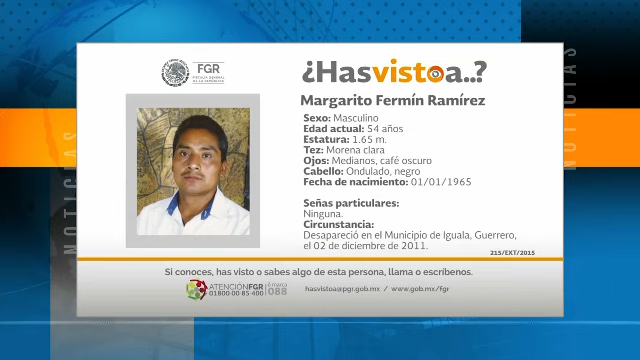 FGR
FISCALÍA GENERAL
DE LA REPÚBLICA
¿Hasvistoa..?
Margarito Fermín Ramírez
Sexo: Masculino
Edad actual: 54 años
Estatura: 1.65 m.
Tez: Morena clara
Ojos: Medianos, café oscuro
Cabello: Ondulado, negro
Fecha de nacimiento: 01/01/1965
Señas particulares:
Ninguna.
Circunstancia:
Desapareció en el Municipio de Iguala, Guerrero,
el 02 de diciembre de 2011.
215/EXT/2015
Si conoces, has visto o sabes algo de esta persona, llama o escríbenos.
ATENCIÓNFGR
01800 00 85 400
ó marca
088
hasvistoa@pgr.gob.mx / www.gob.mx/fgr
NOTICIAS
NOTICIAS